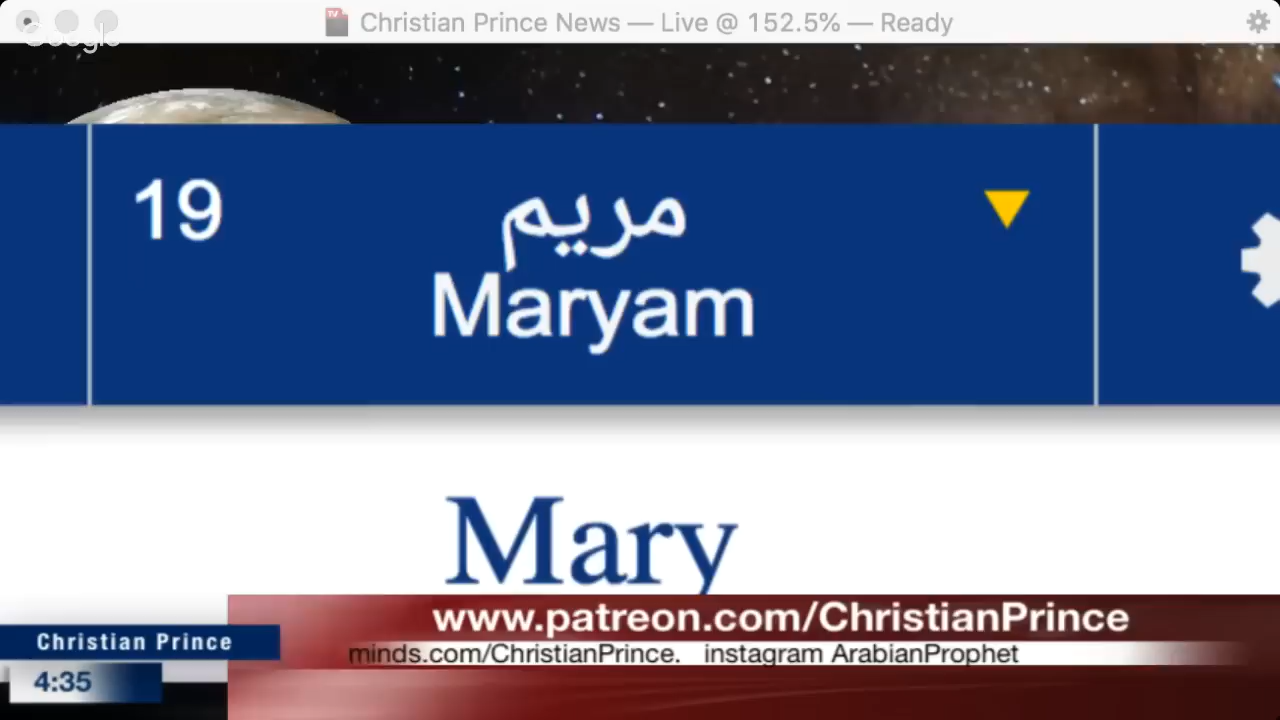 Christian Prince News — Live @ 152.5% — Ready
Google
19
مريم
Maryam
Mary
www.patreon.com/ChristianPrince
Christian Prince
minds.com/ChristianPrince. instagram ArabianProphet
4:35